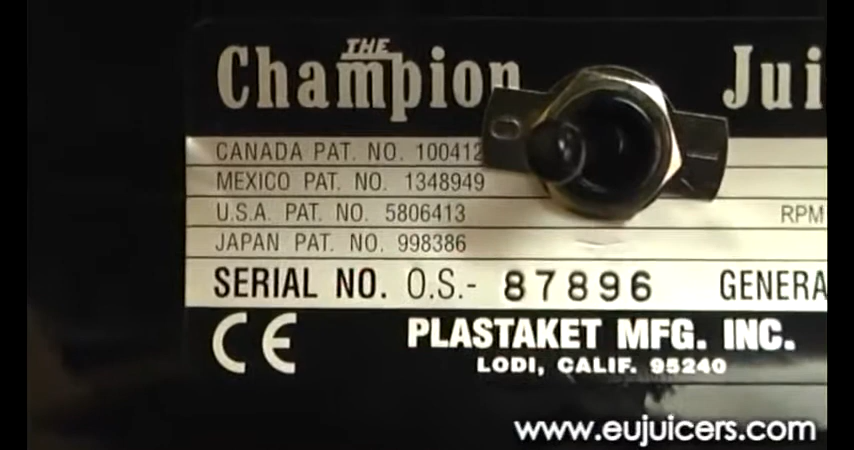 THE
Champion
CANADA PAT. NO. 100412
MEXICO PAT. NO. 1348949
U.S.A. PAT. NO. 5806413 RPM
JAPAN PAT. NO. 998386
SERIAL NO. O.S.- 87896 GENERA
CE
PLASTAKET MFG. INC.
LODI, CALIF. 95240
www.eujuicers.com